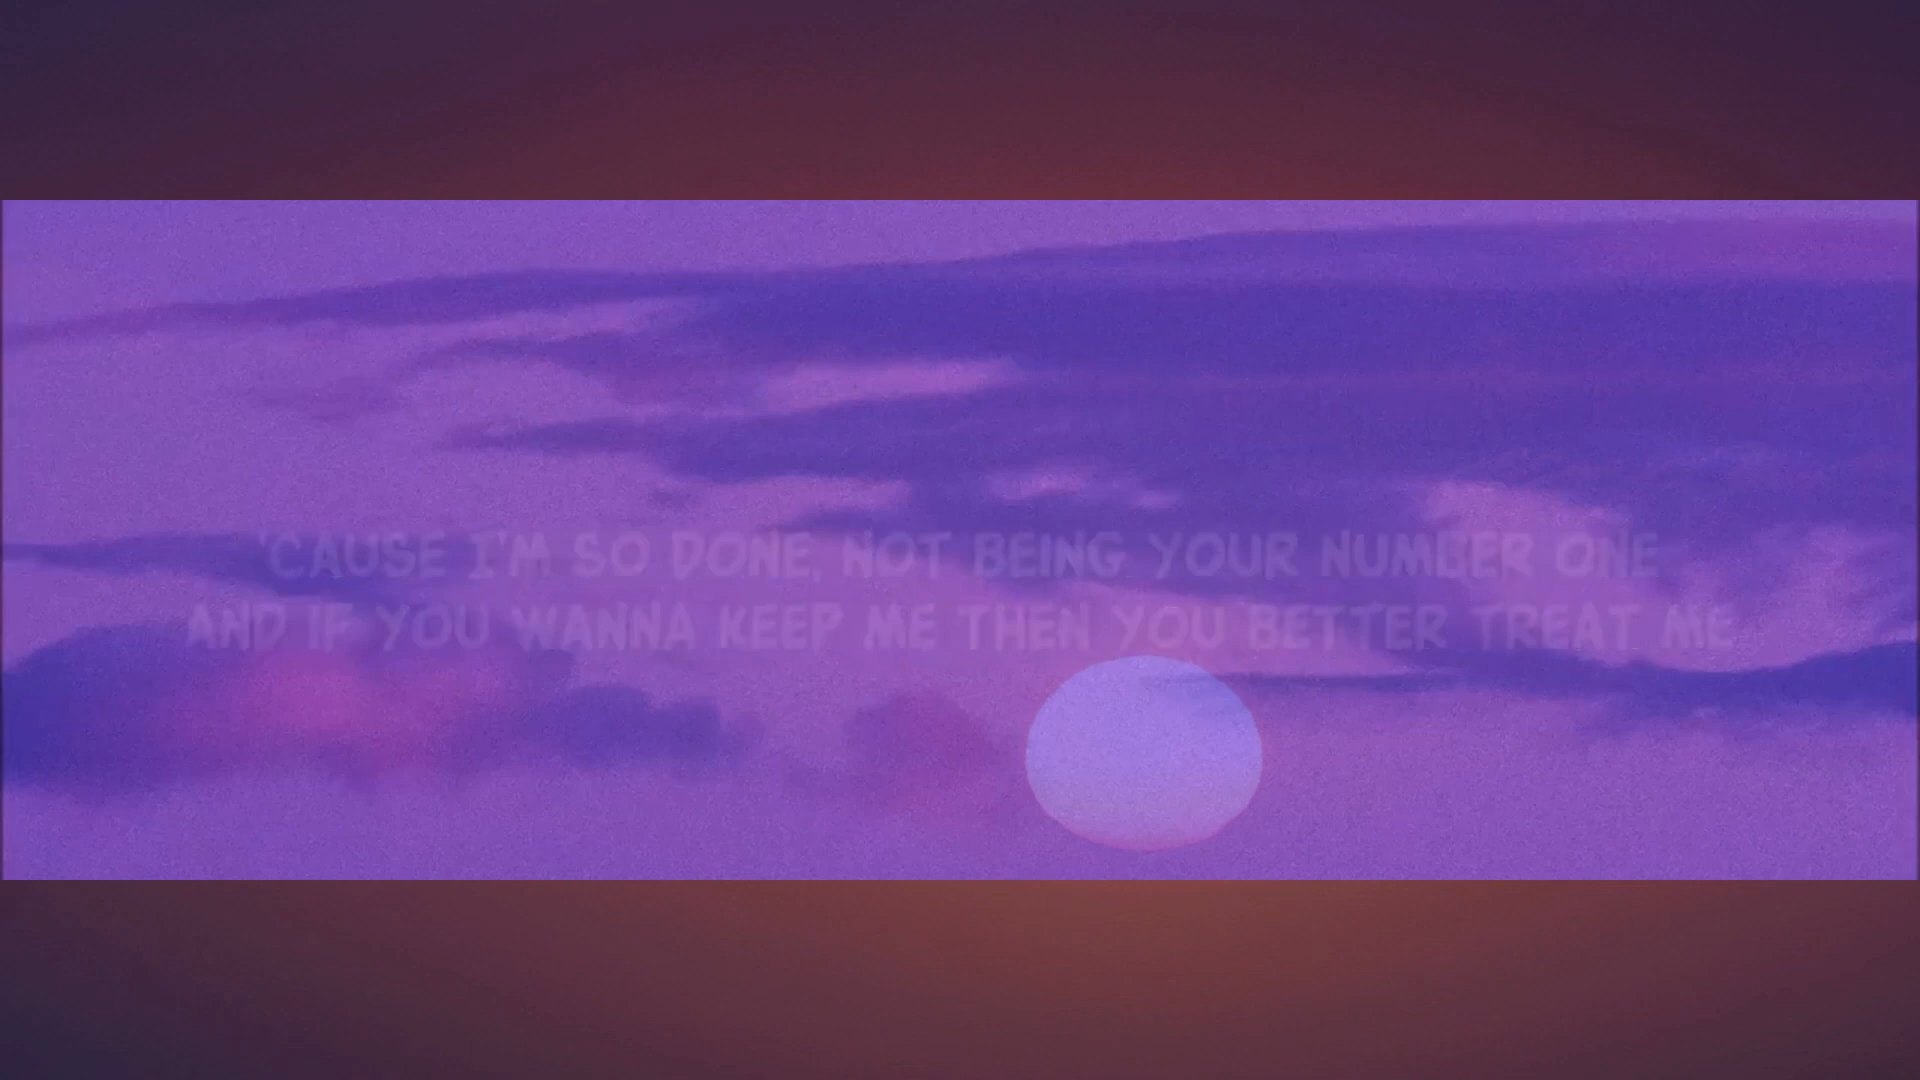 'CAUSE I'M SO DONE, NOT BEING YOUR NUMBER ONE
AND IF YOU WANNA KEEP ME THEN YOU BETTER TREAT ME